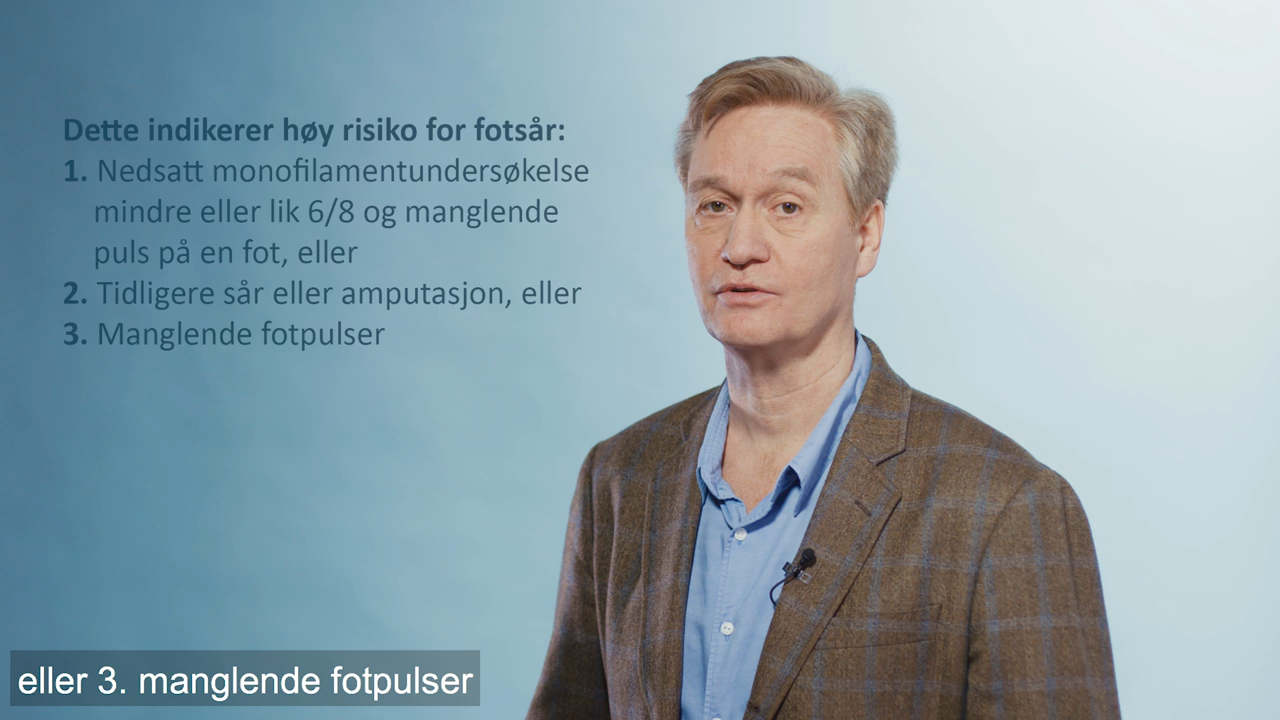 Dette indikerer høy risiko for fotsår:
1. Nedsatt monofilamentundersøkelse
mindre eller lik 6/8 og manglende
puls på en fot, eller
2. Tidligere sår eller amputasjon, eller
3. Manglende fotpulser
eller 3. manglende fotpulser